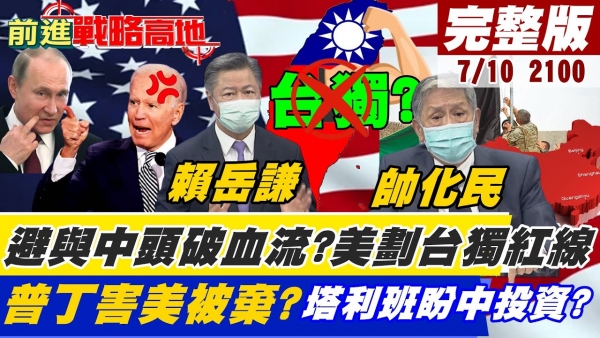 前進戰略高地
完整版
7/10 2100
台獨?
賴岳謙
帥化民
避與中頭破血流?美劃台獨紅線
普丁害美被棄?塔利班盼中投資?